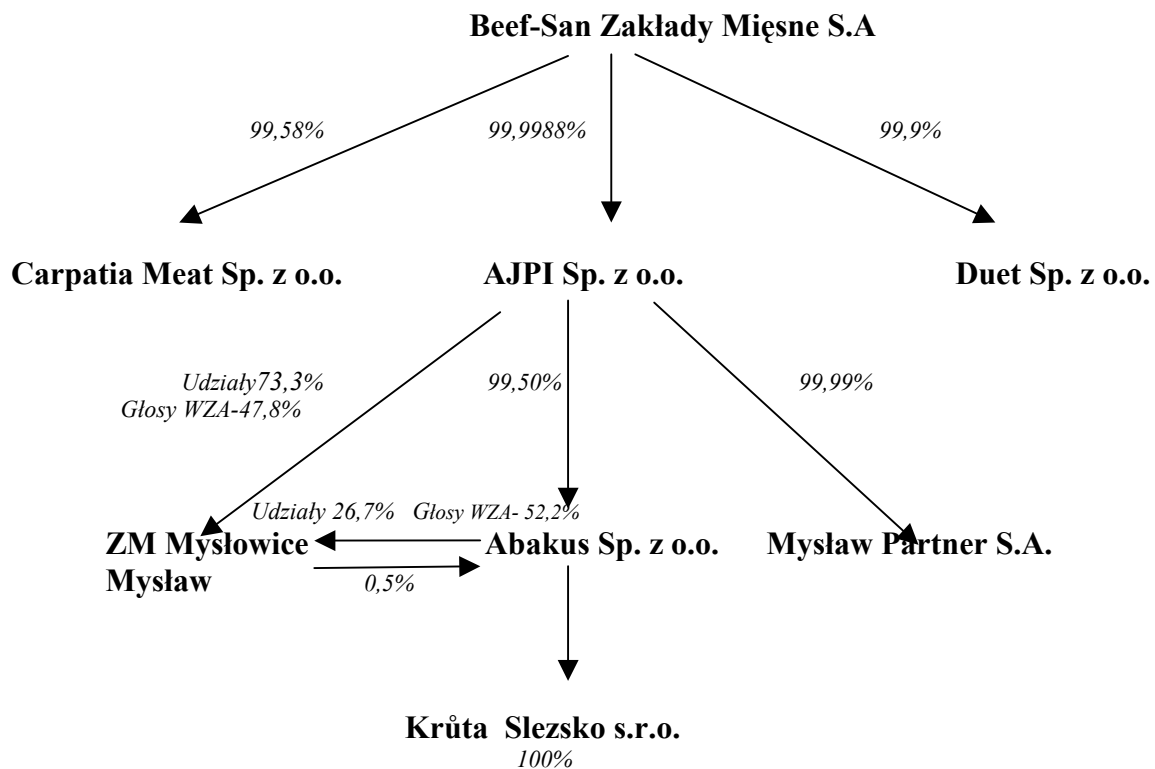 Beef-San Zakłady Mięsne S.A
99,58%
99,9988%
99,9%
Carpatia Meat Sp. z o.o.
AJPI Sp. z o.o.
Duet Sp. z o.o.
Udziały73,3%
Głosy WZA-47,8%
99,50%
99,99%
Udziały 26,7% Głosy WZA- 52,2%
ZM Mysłowice
Mysław
Abakus Sp. z o.o.
Mysław Partner S.A.
0,5%
Krůta Slezsko s.r.o.
100%